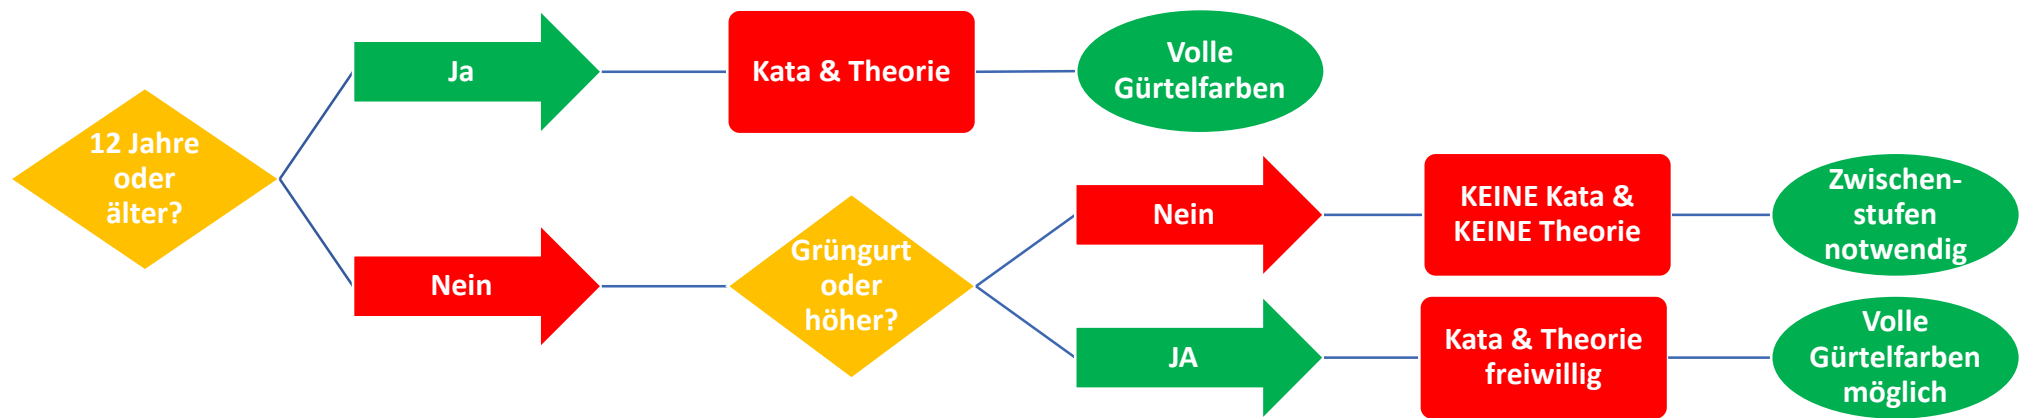 12 Jahre
oder
älter?
Ja
Kata & Theorie
Volle
Gürtelfarben
Nein
Grüngurt
oder
höher?
Nein
KEINE Kata &
KEINE Theorie
Zwischen-
stufen
notwendig
JA
Kata & Theorie
freiwillig
Volle
Gürtelfarben
möglich